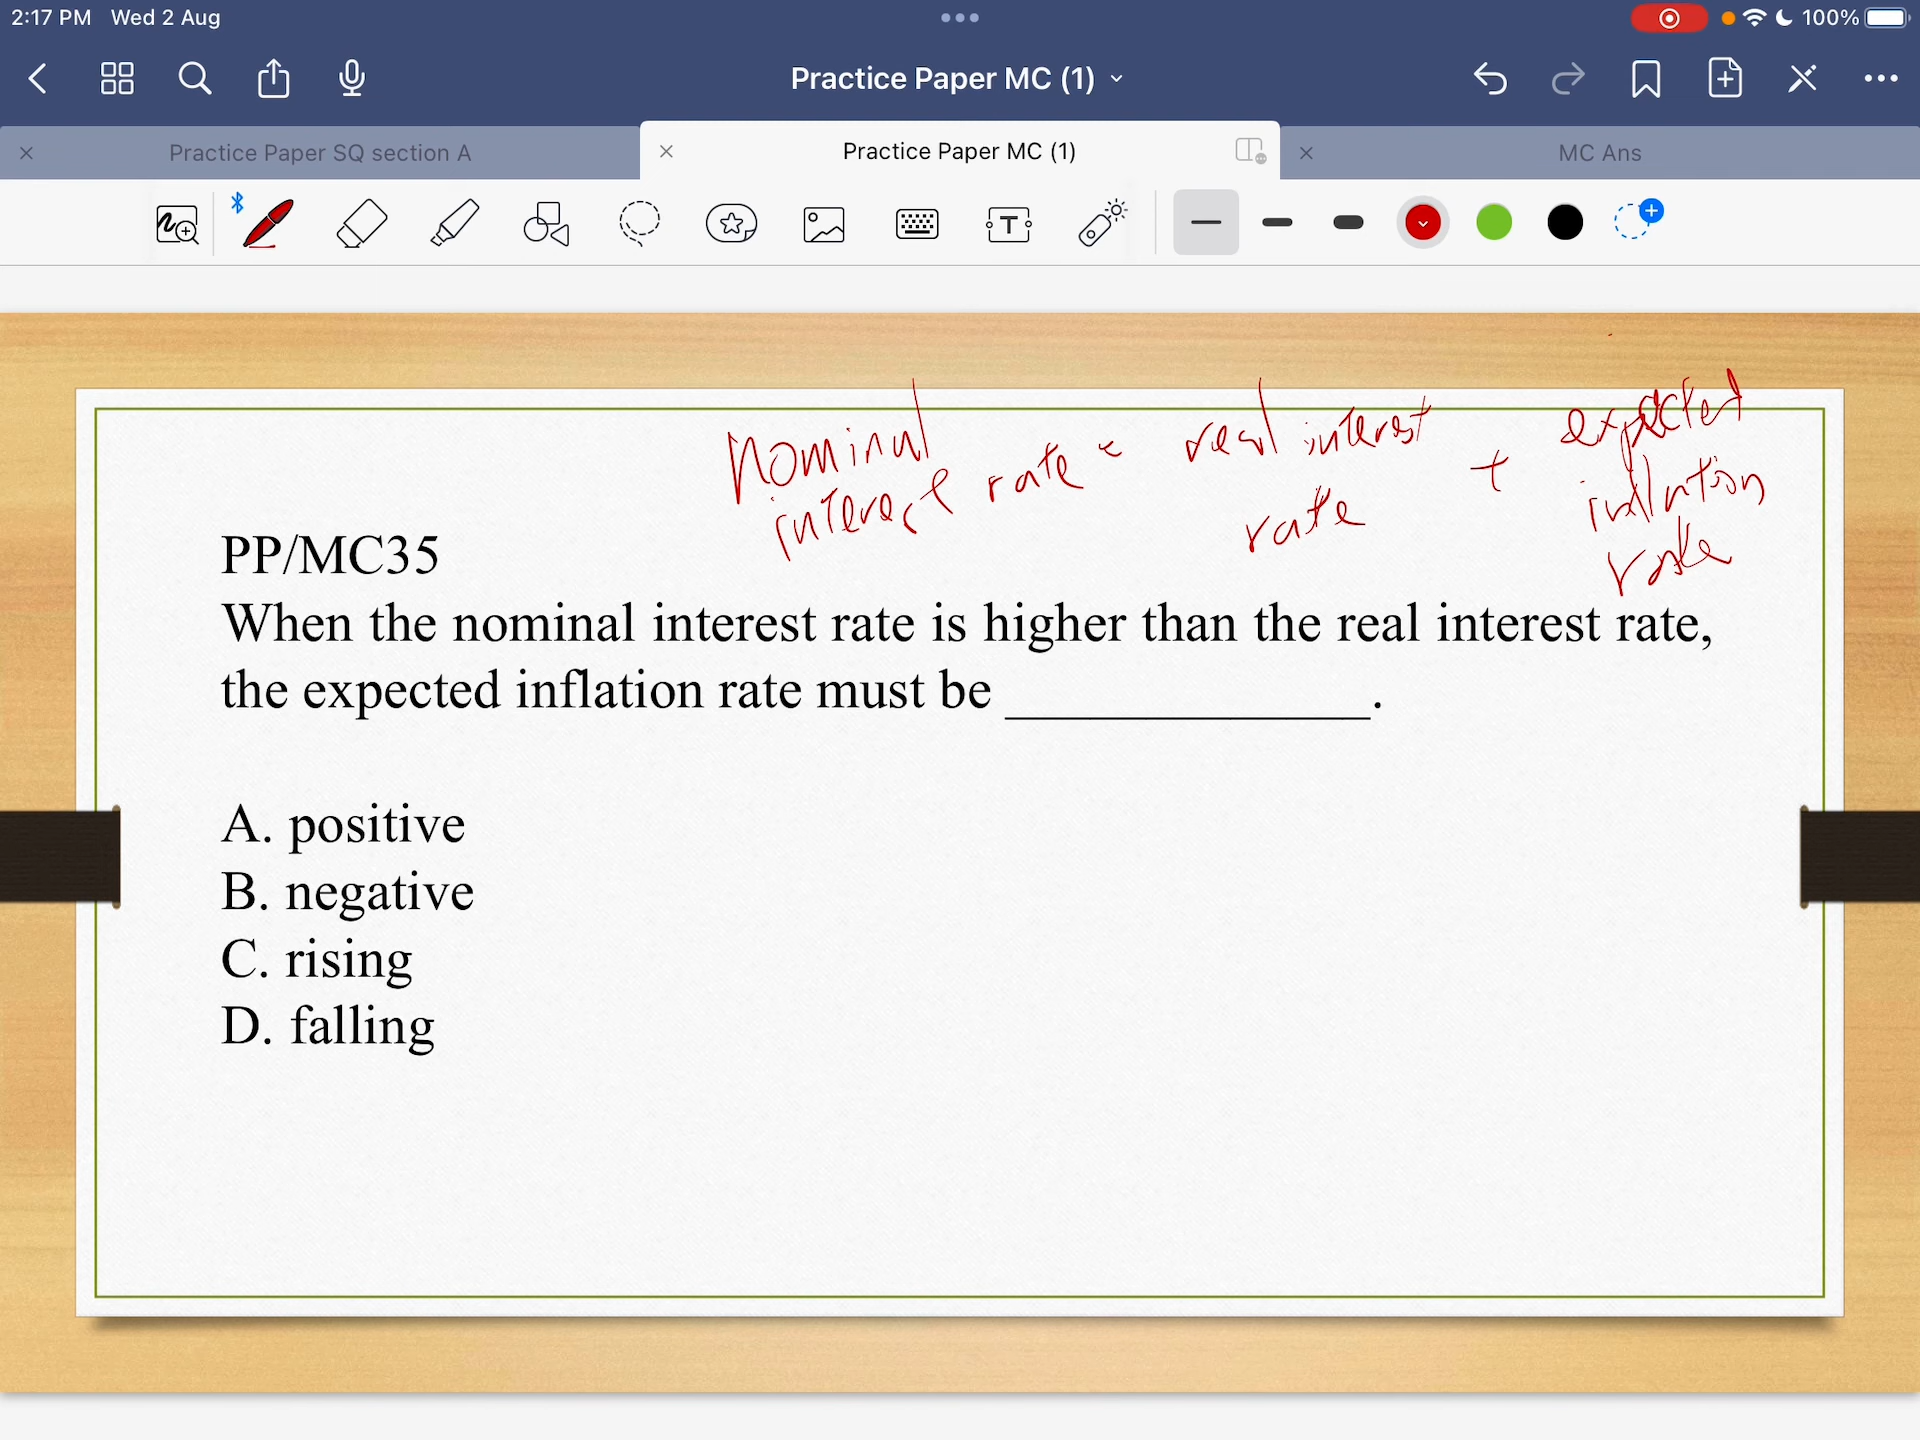 2:17 PM Wed 2 Aug
100%
Practice Paper MC (1)
Practice Paper SQ section A
Practice Paper MC (1)
MC Ans
T
Nominal
interest rate = real interest
rate
+
expected
inflation
rate
PP/MC35
When the nominal interest rate is higher than the real interest rate,
the expected inflation rate must be ______________.
A. positive
B. negative
C. rising
D. falling